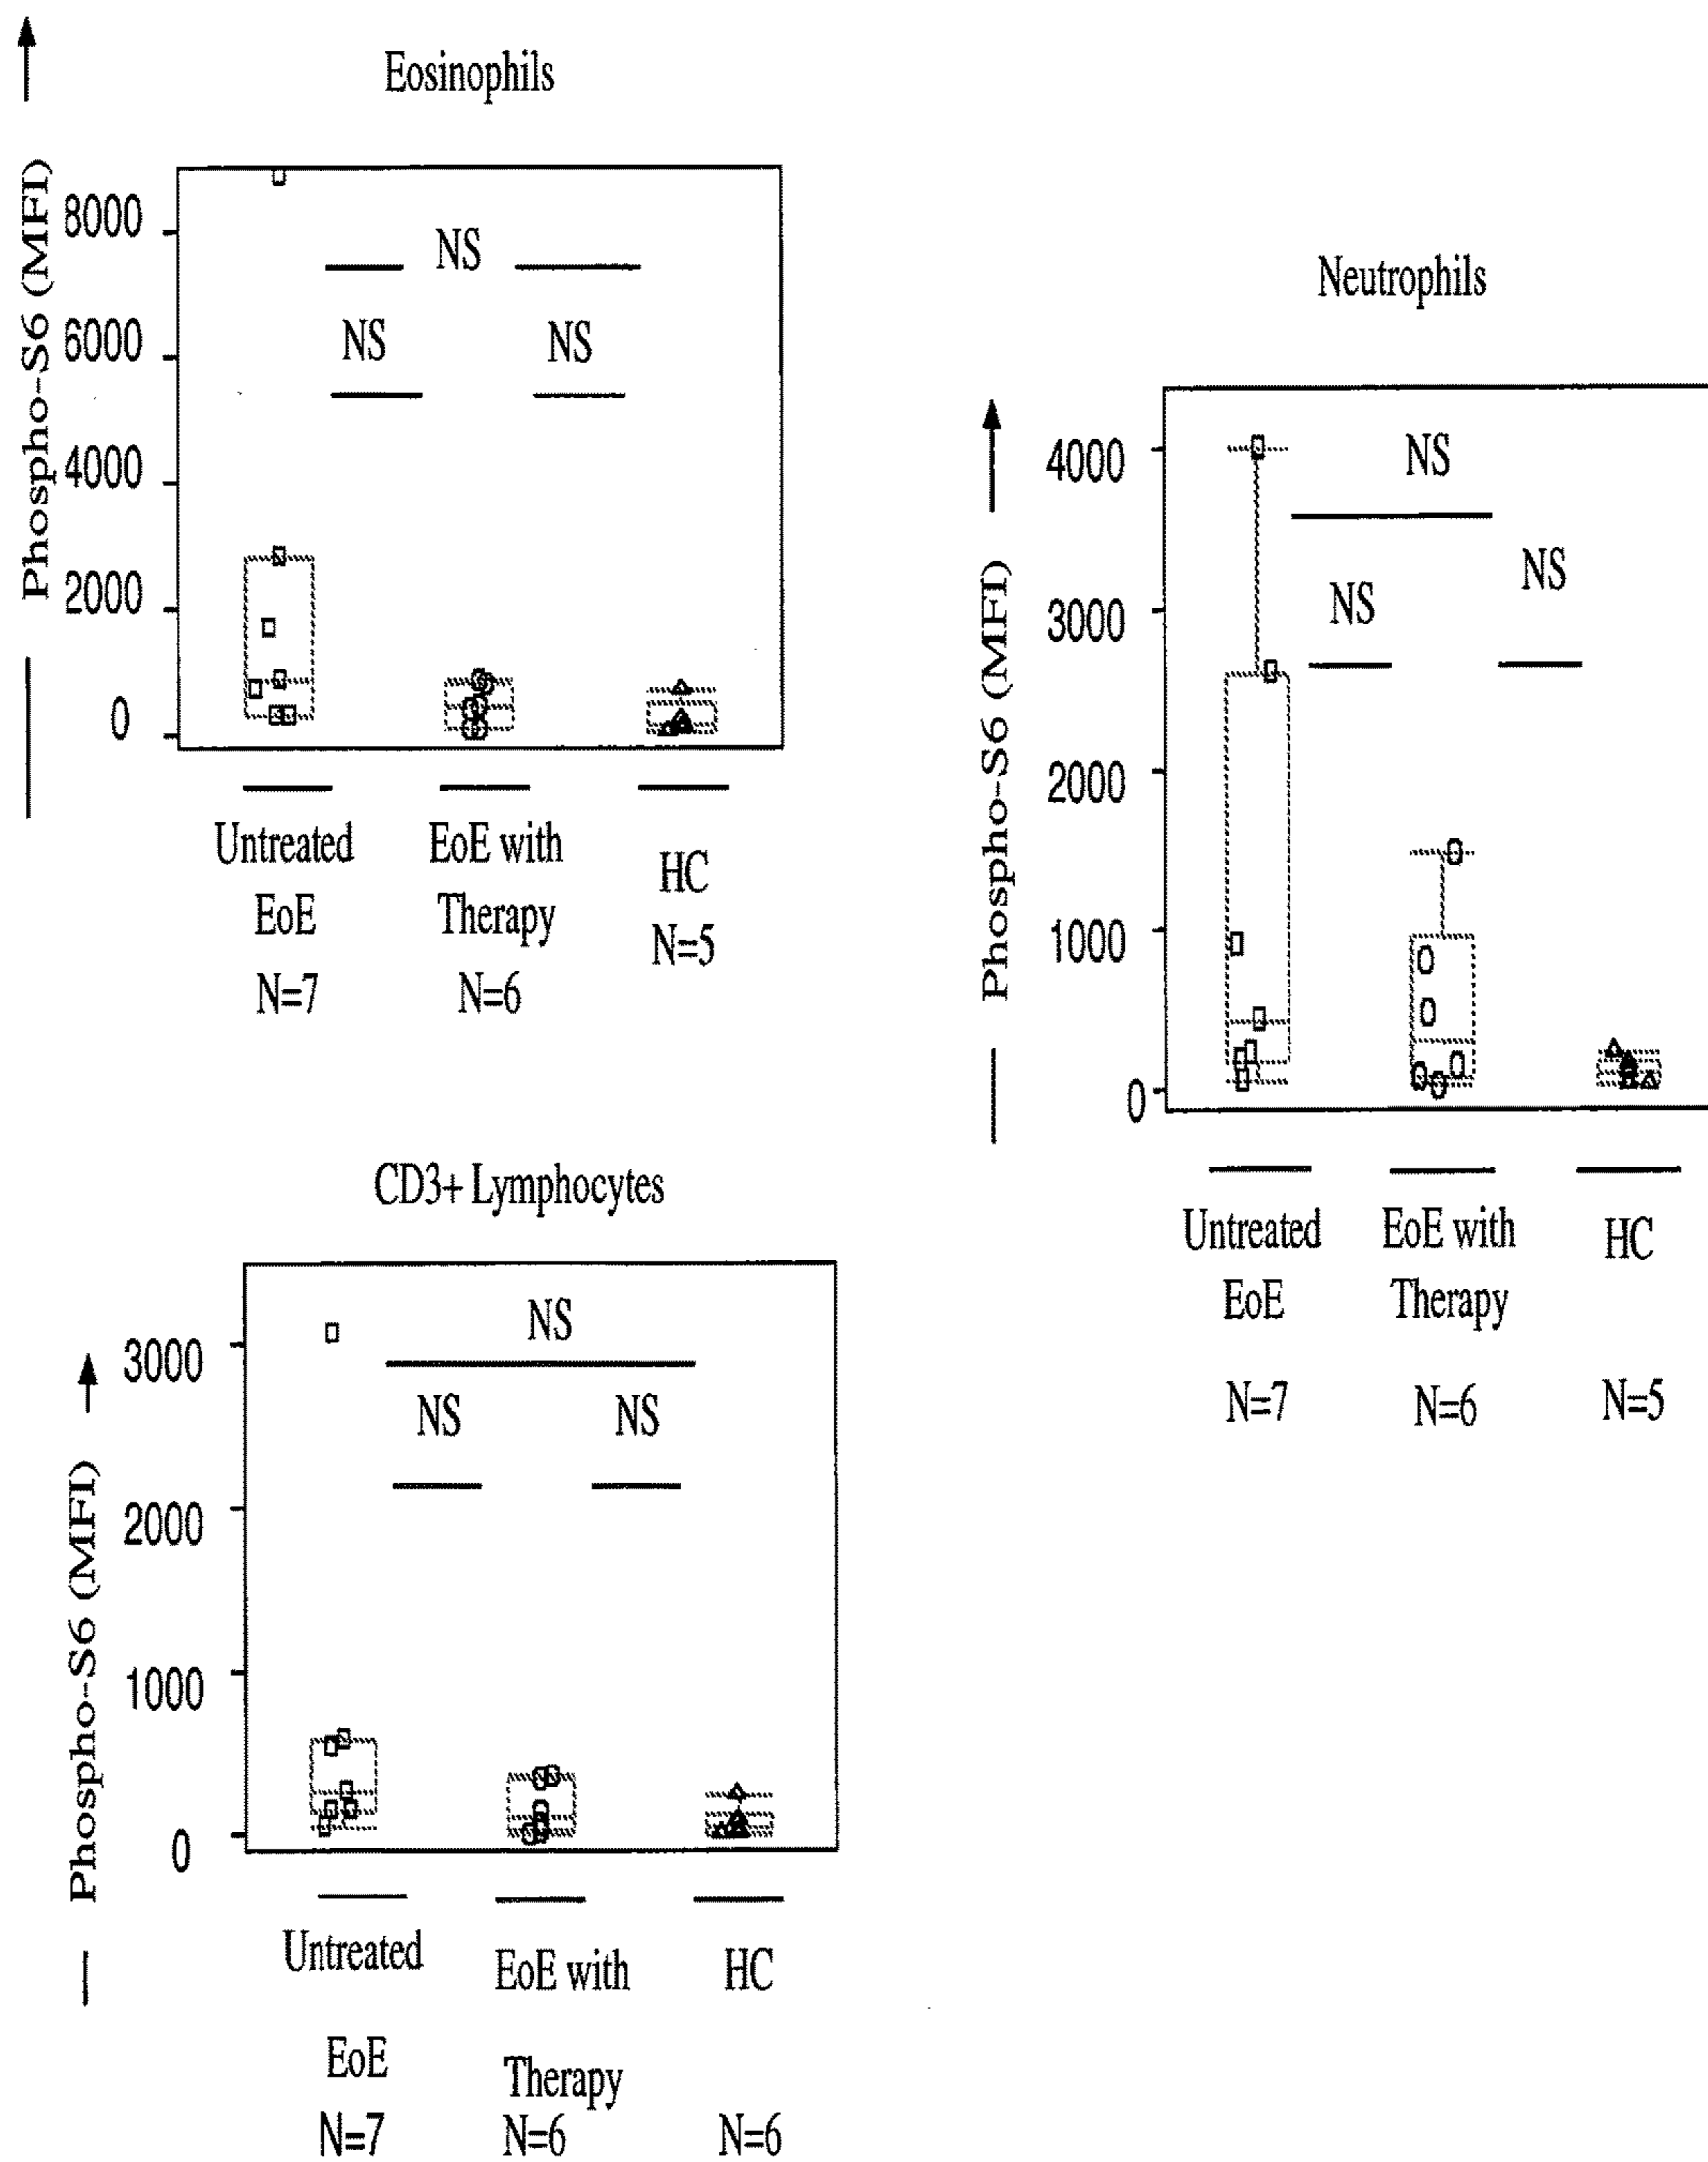 Eosinophils
Phospho-S6 (MFI)
8000
6000
4000
2000
0
NS
NS NS
Untreated EoE with HC
EoE Therapy N=5
N=7 N=6
Neutrophils
Phospho-S6 (MFI)
4000
3000
2000
1000
0
NS
NS NS
Untreated EoE with HC
EoE Therapy
N=7 N=6 N=5
CD3+ Lymphocytes
Phospho-S6 (MFI)
3000
2000
1000
0
NS
NS NS
Untreated EoE with HC
EoE Therapy
N=7 N=6 N=6